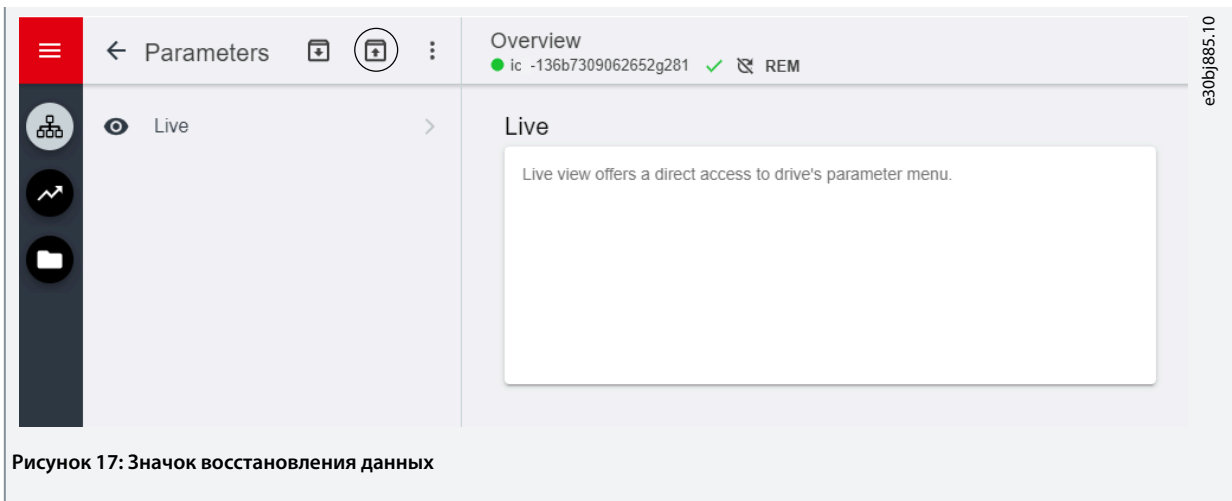 Parameters
Overview
ic -136b7309062652g281 REM
Live
Live
Live view offers a direct access to drive's parameter menu.
e30bj885.10
Рисунок 17: Значок восстановления данных